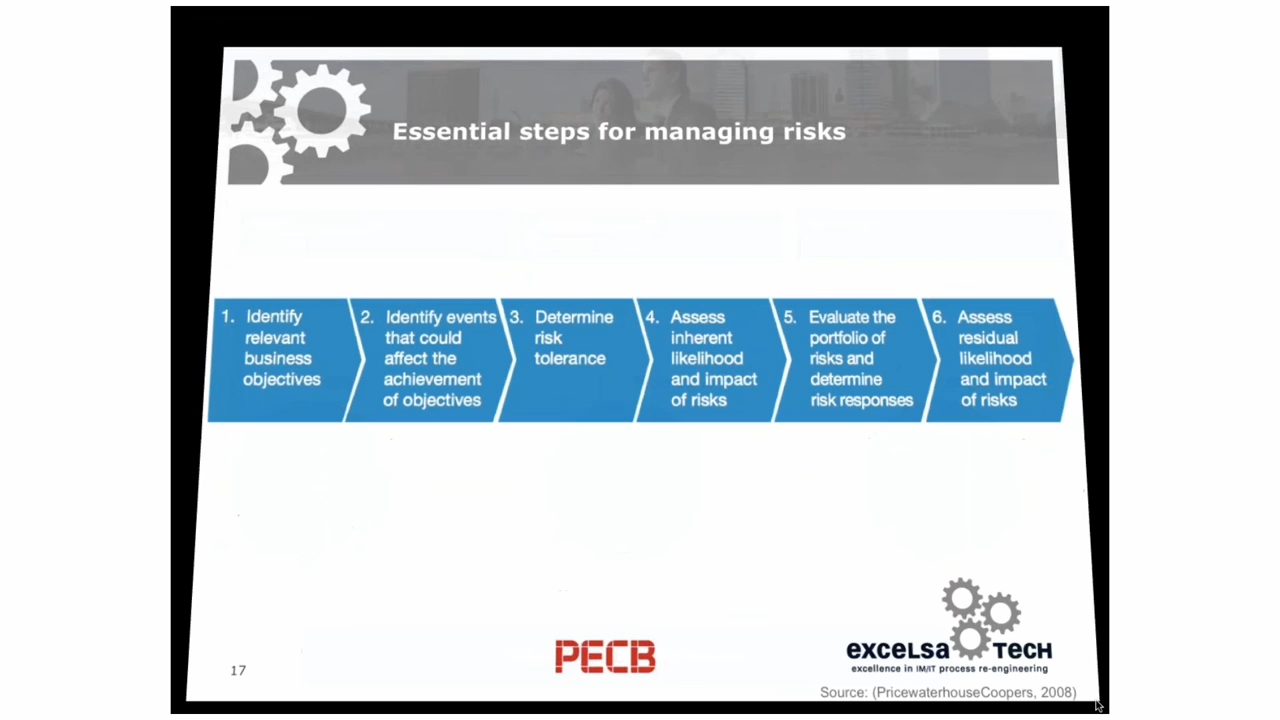 Essential steps for managing risks
1. Identify
relevant
business
objectives
2. Identify events
that could
affect the
achievement
of objectives
3. Determine
risk
tolerance
4. Assess
inherent
likelihood
and impact
of risks
5. Evaluate the
portfolio of
risks and
determine
risk responses
6. Assess
residual
likelihood
and impact
of risks
17
PECB
excelsa TECH
excellence in IM/IT process re-engineering
Source: (PricewaterhouseCoopers, 2008)